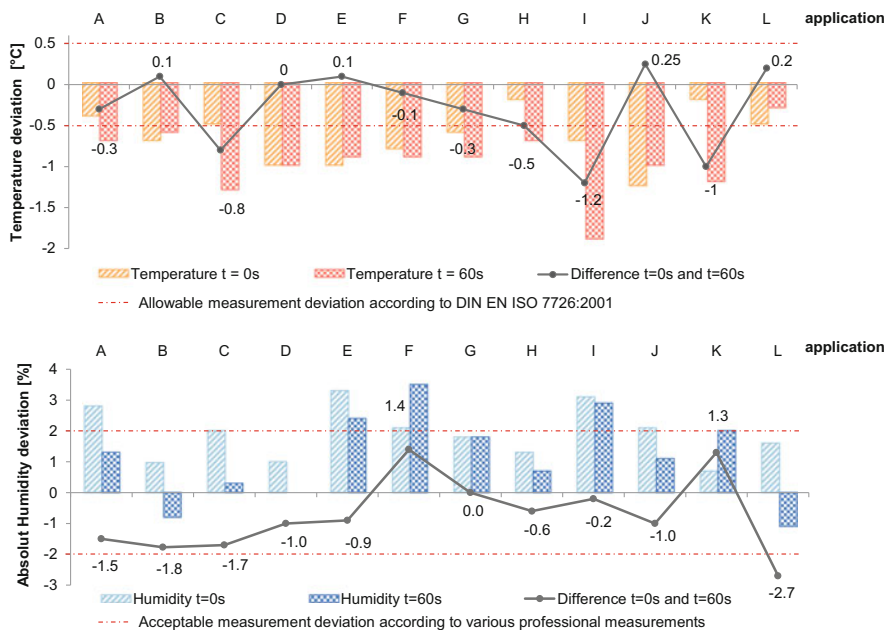 A B C D E F G H I J K L application
Temperature deviation [°C]
0.5
0
-0.5
-1
-1.5
-2
0.1 0 0.1 0.25 0.2
-0.3 -0.8 -0.1 -0.3 -0.5 -1.2 -1
Temperature t = 0s Temperature t = 60s Difference t=0s and t=60s
Allowable measurement deviation according to DIN EN ISO 7726:2001
A B C D E F G H I J K L application
Absolut Humidity deviation [%]
4
3
2
1
0
-1
-2
-3
1.4 1.3
-1.5 -1.8 -1.7 -1.0 -0.9 0.0 -0.6 -0.2 -1.0 -2.7
Humidity t=0s Humidity t=60s Difference t=0s and t=60s
Acceptable measurement deviation according to various professional measurements